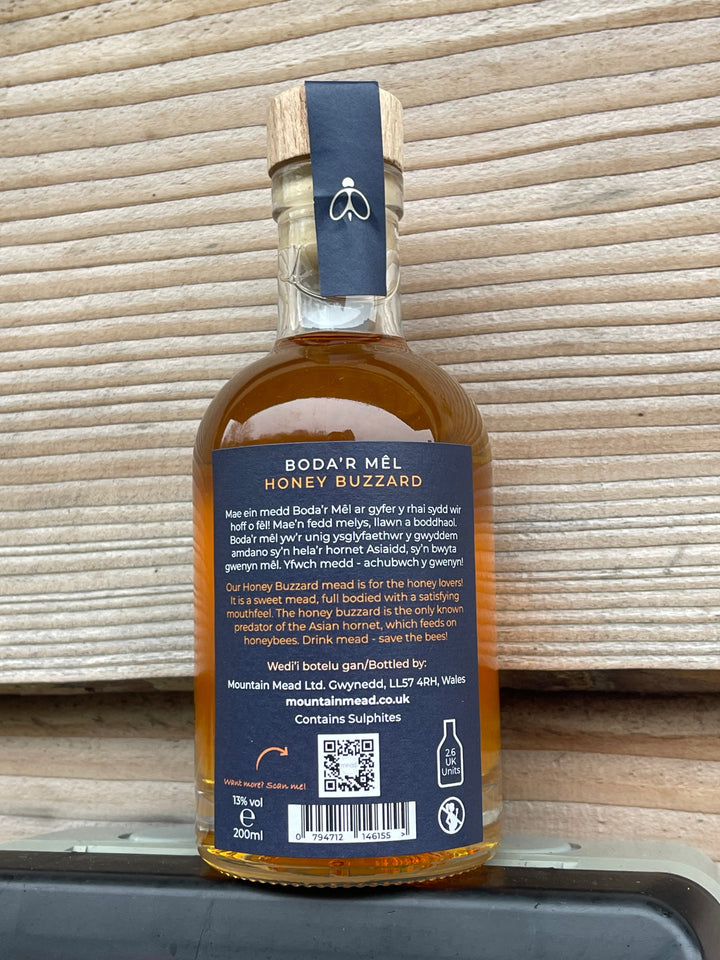 BODA'R MÊL
HONEY BUZZARD
Mae ein medd Boda'r Mêl ar gyfer y rhai sydd wir
hoff o fêl! Mae'n fedd melys, llawn a boddhaol.
Boda'r mêl yw'r unig ysglyfaethwr y gwyddem
amdano sy'n hela'r hornet Asiaidd, sy'n bwyta
gwenyn mêl. Yfwch medd - achubwch y gwenyn!
Our Honey Buzzard mead is for the honey lovers!
It is a sweet mead, full bodied with a satisfying
mouthfeel. The honey buzzard is the only known
predator of the Asian hornet, which feeds on
honeybees. Drink mead - save the bees!
Wedi'i botelu gan/Bottled by:
Mountain Mead Ltd. Gwynedd, LL57 4RH, Wales
mountainmead.co.uk
Contains Sulphites
Want more? Scan me!
2.6
UK
Units
13% vol
e
200ml
0 794712 146155 >